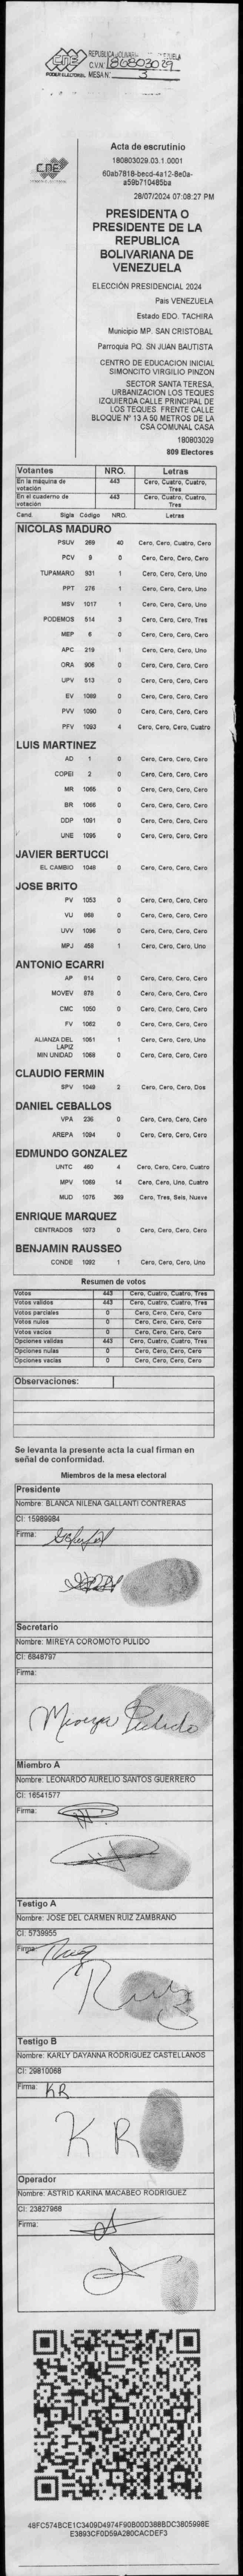 CNE
PODER ELECTORAL
C.V.N° 180803029
MESA N° 3
CNE
Acta de escrutinio
180803029.03.1.0001
60ab7818-becd-4a12-8e0a-
a59b710485ba
28/07/2024 07:08:27 PM
PRESIDENTA O
PRESIDENTE DE LA
REPUBLICA
BOLIVARIANA DE
VENEZUELA
ELECCIÓN PRESIDENCIAL 2024
Pais VENEZUELA
Estado EDO. TACHIRA
Municipio MP. SAN CRISTOBAL
Parroquia PQ. SN JUAN BAUTISTA
CENTRO DE EDUCACION INICIAL
SIMONCITO VIRGILIO PINZON
SECTOR SANTA TERESA,
URBANIZACION LOS TEQUES
IZQUIERDA CALLE PRINCIPAL DE
LOS TEQUES. FRENTE CALLE
BLOQUE N° 13 A 50 METROS DE LA
CSA COMUNAL CASA
180803029
809 Electores
Votantes NRO. Letras
En la máquina de votación 443 Cero, Cuatro, Cuatro, Tres
En el cuaderno de votación 443 Cero, Cuatro, Cuatro, Tres
Cand. Sigla Código NRO. Letras
NICOLAS MADURO
PSUV 269 40 Cero, Cero, Cuatro, Cero
PCV 9 0 Cero, Cero, Cero, Cero
TUPAMARO 931 1 Cero, Cero, Cero, Uno
PPT 276 1 Cero, Cero, Cero, Uno
MSV 1017 1 Cero, Cero, Cero, Uno
PODEMOS 514 3 Cero, Cero, Cero, Tres
MEP 6 0 Cero, Cero, Cero, Cero
APC 219 1 Cero, Cero, Cero, Uno
ORA 906 0 Cero, Cero, Cero, Cero
UPV 513 0 Cero, Cero, Cero, Cero
EV 1089 0 Cero, Cero, Cero, Cero
PVV 1090 0 Cero, Cero, Cero, Cero
PFV 1093 4 Cero, Cero, Cero, Cuatro
LUIS MARTINEZ
AD 1 0 Cero, Cero, Cero, Cero
COPEI 2 0 Cero, Cero, Cero, Cero
MR 1065 0 Cero, Cero, Cero, Cero
BR 1066 0 Cero, Cero, Cero, Cero
DDP 1091 0 Cero, Cero, Cero, Cero
UNE 1095 0 Cero, Cero, Cero, Cero
JAVIER BERTUCCI
EL CAMBIO 1046 0 Cero, Cero, Cero, Cero
JOSE BRITO
PV 1053 0 Cero, Cero, Cero, Cero
VU 968 0 Cero, Cero, Cero, Cero
UVV 1096 0 Cero, Cero, Cero, Cero
MPJ 458 1 Cero, Cero, Cero, Uno
ANTONIO ECARRI
AP 814 0 Cero, Cero, Cero, Cero
MOVEV 979 0 Cero, Cero, Cero, Cero
CMC 1050 0 Cero, Cero, Cero, Cero
FV 1062 0 Cero, Cero, Cero, Cero
ALIANZA DEL LAPIZ 1051 1 Cero, Cero, Cero, Uno
MIN UNIDAD 1068 0 Cero, Cero, Cero, Cero
CLAUDIO FERMIN
SPV 1049 2 Cero, Cero, Cero, Dos
DANIEL CEBALLOS
VPA 236 0 Cero, Cero, Cero, Cero
AREPA 1094 0 Cero, Cero, Cero, Cero
EDMUNDO GONZALEZ
UNTC 460 4 Cero, Cero, Cero, Cuatro
MPV 1069 14 Cero, Cero, Uno, Cuatro
MUD 1075 369 Cero, Tres, Seis, Nueve
ENRIQUE MARQUEZ
CENTRADOS 1073 0 Cero, Cero, Cero, Cero
BENJAMIN RAUSSEO
CONDE 1092 1 Cero, Cero, Cero, Uno
Resumen de votos
Votos 443 Cero, Cuatro, Cuatro, Tres
Votos validos 443 Cero, Cuatro, Cuatro, Tres
Votos parciales 0 Cero, Cero, Cero, Cero
Votos nulos 0 Cero, Cero, Cero, Cero
Votos vacios 0 Cero, Cero, Cero, Cero
Opciones validas 443 Cero, Cuatro, Cuatro, Tres
Opciones nulas 0 Cero, Cero, Cero, Cero
Opciones vacias 0 Cero, Cero, Cero, Cero
Observaciones:
Se levanta la presente acta la cual firman en
señal de conformidad.
Miembros de la mesa electoral
Presidente
Nombre: BLANCA NILENA GALLANTI CONTRERAS
CI: 15989984
Firma:
Secretario
Nombre: MIREYA COROMOTO PULIDO
CI: 6848797
Firma:
Mireya Pulido
Miembro A
Nombre: LEONARDO AURELIO SANTOS GUERRERO
CI: 16541577
Firma:
Testigo A
Nombre: JOSE DEL CARMEN RUIZ ZAMBRANO
CI: 5739955
Firma:
Testigo B
Nombre: KARLY DAYANNA RODRIGUEZ CASTELLANOS
CI: 29810068
Firma: KR
KR
Operador
Nombre: ASTRID KARINA MACABEO RODRIGUEZ
CI: 23827968
Firma:
48FC574BCE1C3409D4974F90B00D388BDC3805998E
E3893CF0D59A280CACDEF3